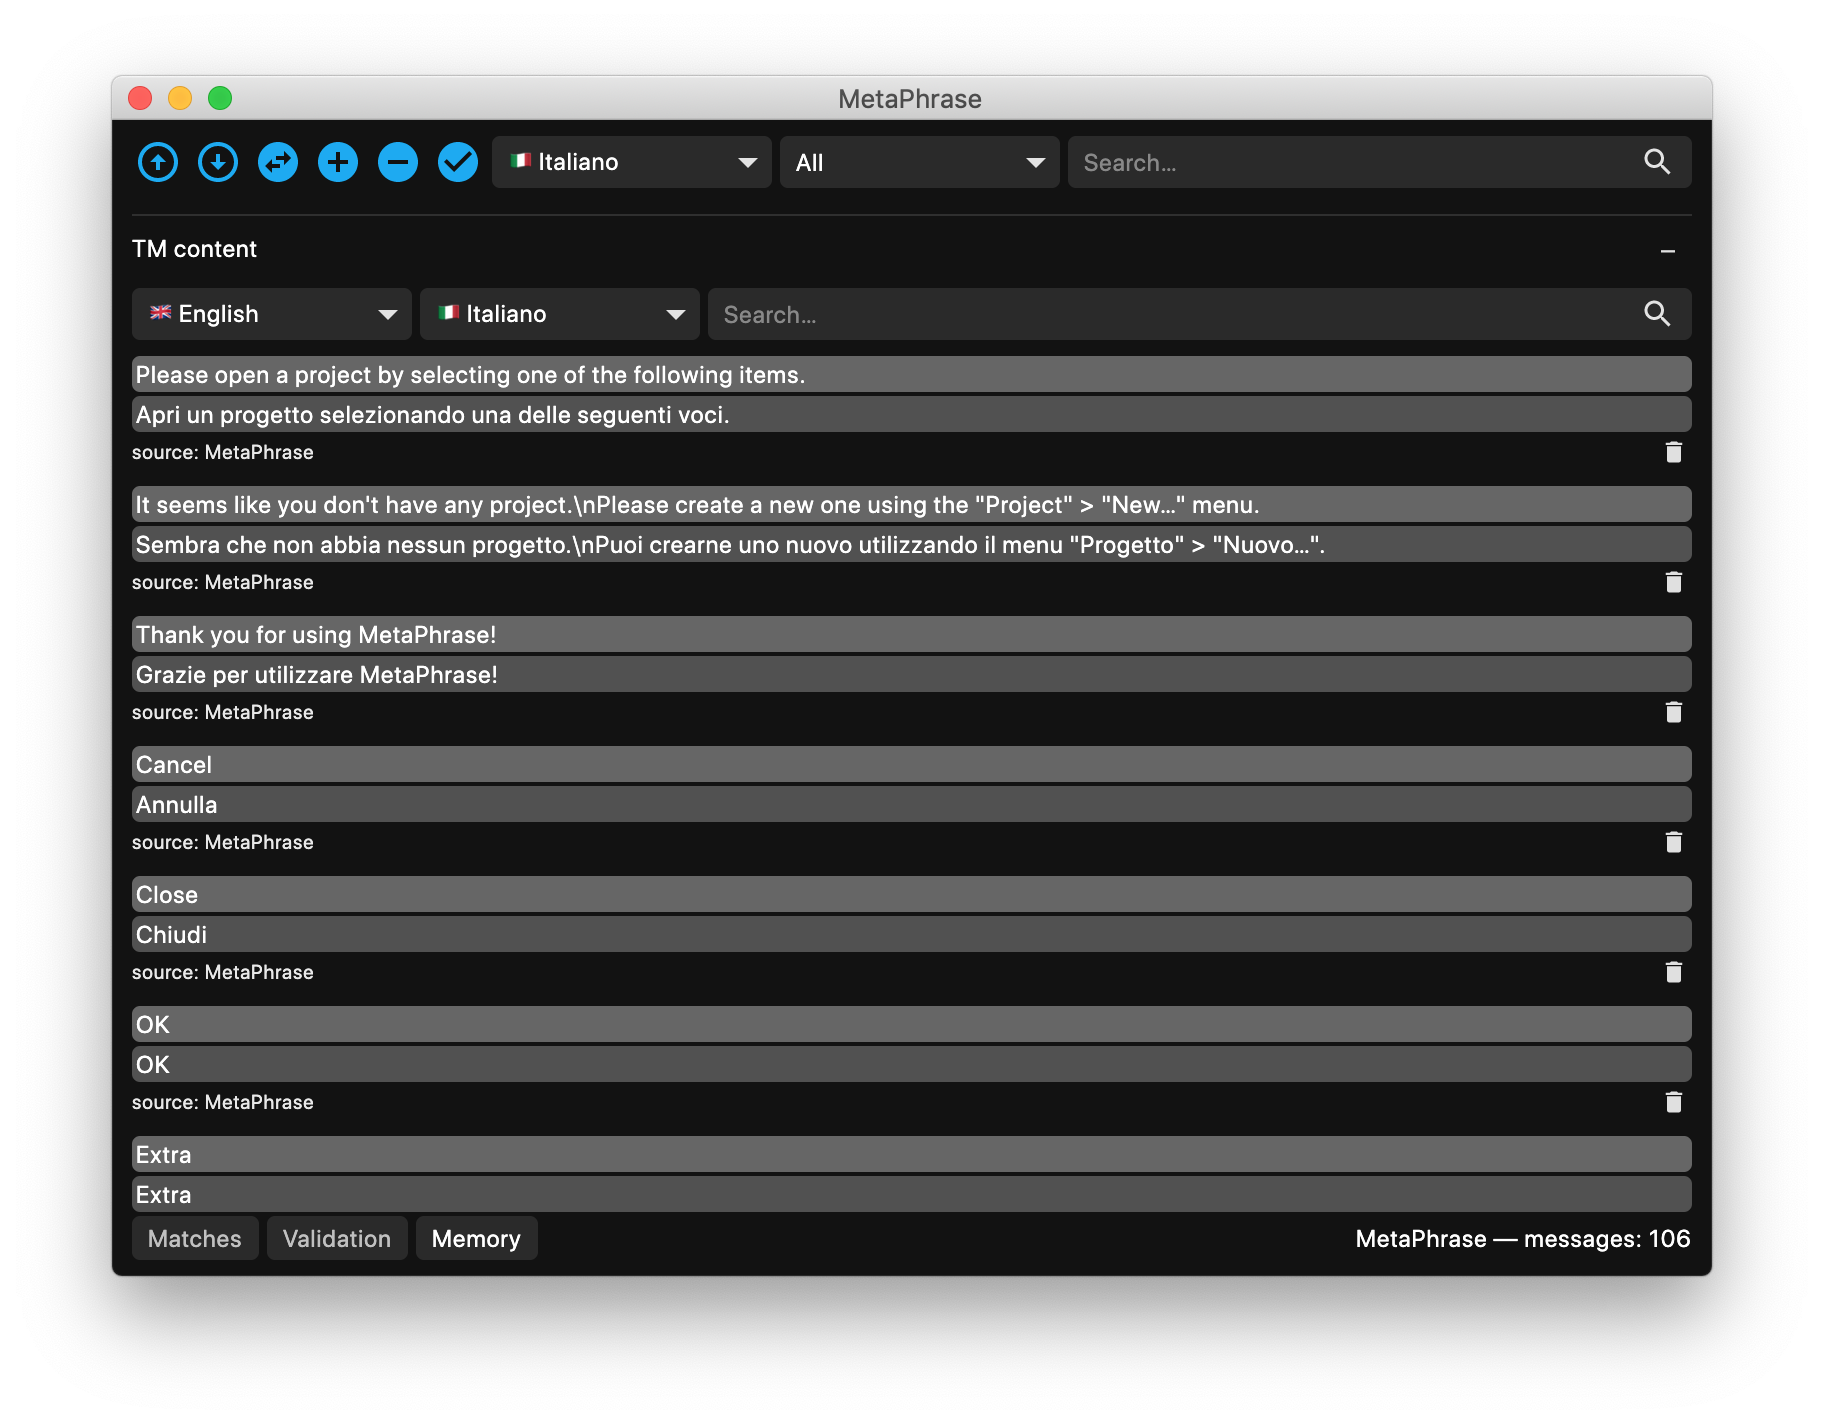 MetaPhrase
Italiano All Search...
TM content
English Italiano Search...
Please open a project by selecting one of the following items.
Apri un progetto selezionando una delle seguenti voci.
source: MetaPhrase
It seems like you don't have any project.\nPlease create a new one using the "Project" > "New…" menu.
Sembra che non abbia nessun progetto.\nPuoi crearne uno nuovo utilizzando il menu "Progetto" > "Nuovo…".
source: MetaPhrase
Thank you for using MetaPhrase!
Grazie per utilizzare MetaPhrase!
source: MetaPhrase
Cancel
Annulla
source: MetaPhrase
Close
Chiudi
source: MetaPhrase
OK
OK
source: MetaPhrase
Extra
Extra
Matches Validation Memory MetaPhrase — messages: 106